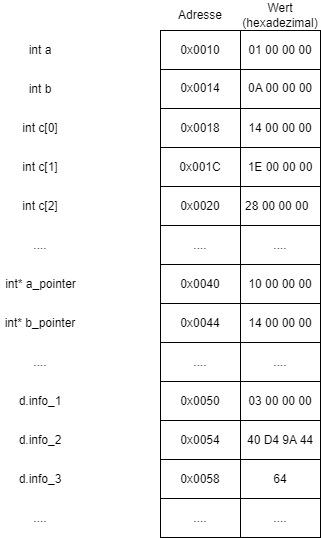 Adresse Wert (hexadezimal)
int a 0x0010 01 00 00 00
int b 0x0014 0A 00 00 00
int c[0] 0x0018 14 00 00 00
int c[1] 0x001C 1E 00 00 00
int c[2] 0x0020 28 00 00 00
.... .... ....
int* a_pointer 0x0040 10 00 00 00
int* b_pointer 0x0044 14 00 00 00
.... .... ....
d.info_1 0x0050 03 00 00 00
d.info_2 0x0054 40 D4 9A 44
d.info_3 0x0058 64
.... .... ....